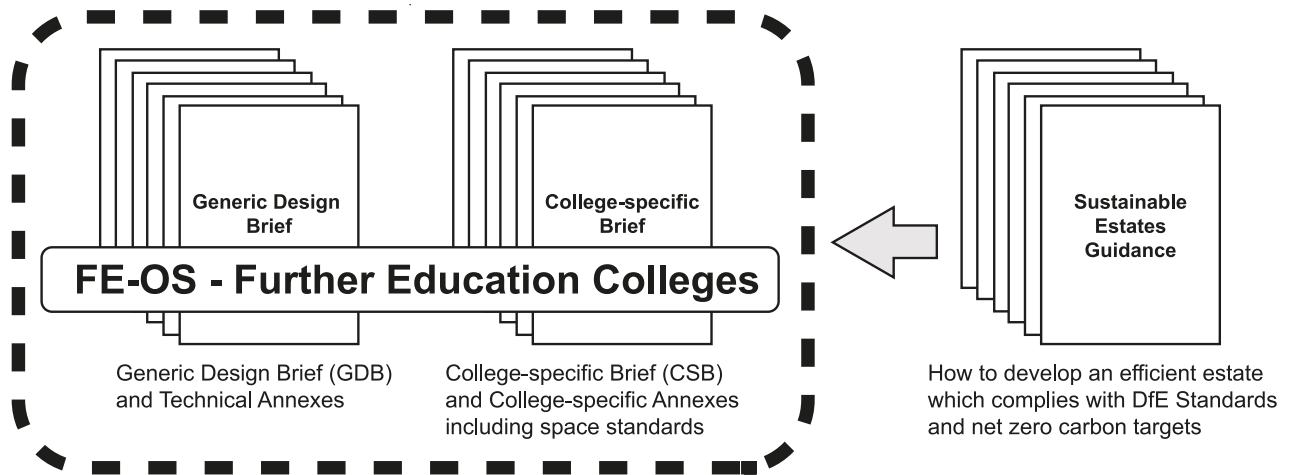 Generic Design
Brief
College-specific
Brief
Sustainable
Estates
Guidance
FE-OS - Further Education Colleges
Generic Design Brief (GDB)
and Technical Annexes
College-specific Brief (CSB)
and College-specific Annexes
including space standards
How to develop an efficient estate
which complies with DfE Standards
and net zero carbon targets